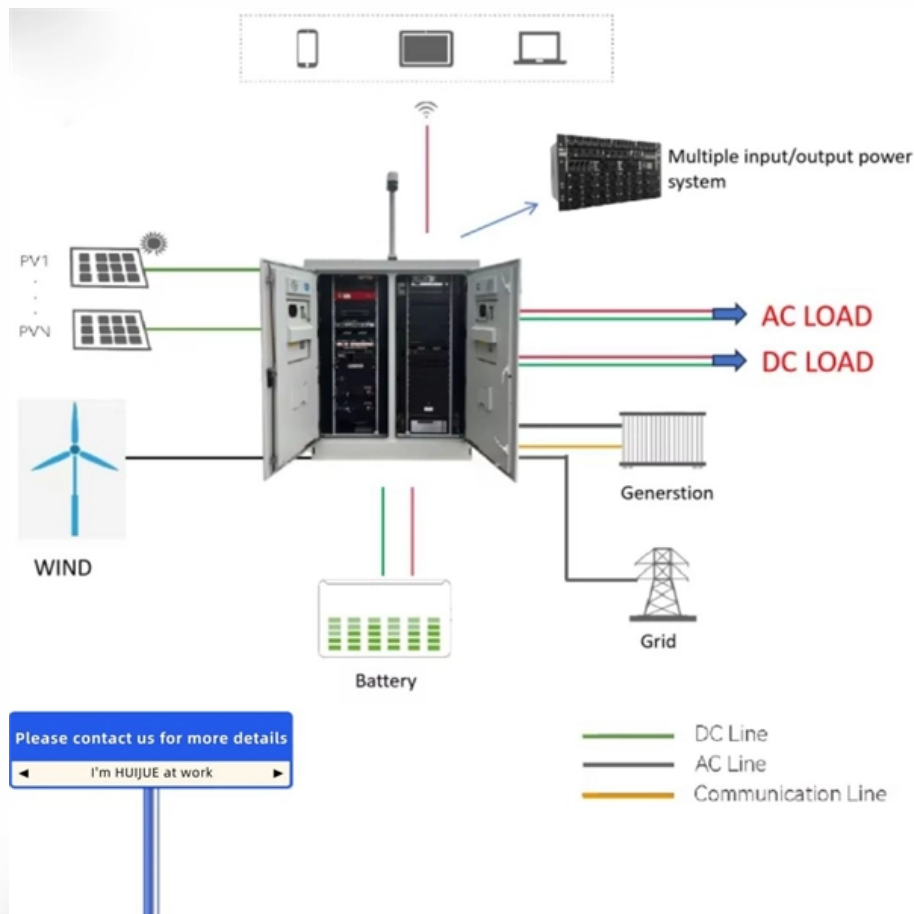 Multiple input/output power
system
PV1
PVN
AC LOAD
DC LOAD
Generstion
WIND
Grid
Battery
Please contact us for more details
I'm HUIJUE at work
DC Line
AC Line
Communication Line